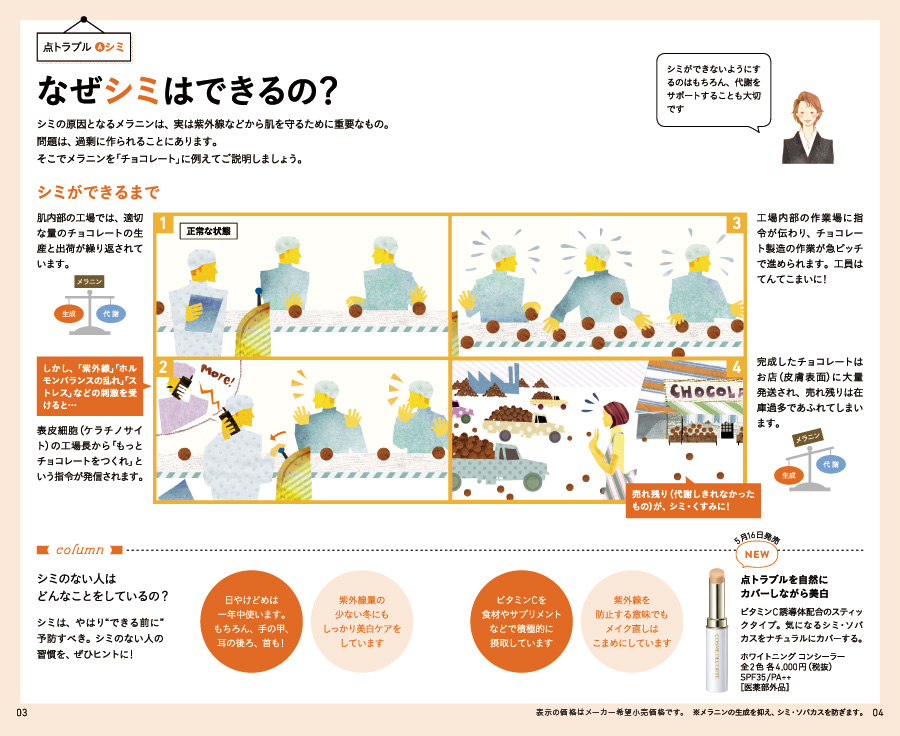 点トラブル Aシミ
なぜシミはできるの？
シミの原因となるメラニンは、実は紫外線などから肌を守るために重要なもの。
問題は、過剰に作られることにあります。
そこでメラニンを「チョコレート」に例えてご説明しましょう。
シミができないようにす
るのはもちろん、代謝を
サポートすることも大切
です
シミができるまで
肌内部の工場では、適切
な量のチョコレートの生
産と出荷が繰り返されて
います。
メラニン
生成
代謝
1
正常な状態
しかし、「紫外線」「ホル
モンバランスの乱れ」「ス
トレス」などの刺激を受
けると…
表皮細胞（ケラチノサイ
ト）の工場長から「もっと
チョコレートをつくれ」と
いう指令が発信されます。
2
More!
3
工場内部の作業場に指
令が伝わり、チョコレー
ト製造の作業が急ピッチ
で進められます。工員は
てんてこまいに！
4
CHOCOLA
完成したチョコレートは
お店（皮膚表面）に大量
発送され、売れ残りは在
庫過多であふれてしまい
ます。
メラニン
生成
代謝
売れ残り（代謝しきれなかった
もの）が、シミ・くすみに！
column
シミのない人は
どんなことをしているの？
シミは、やはり“できる前に”
予防すべき。シミのない人の
習慣を、ぜひヒントに！
日やけどめは
一年中使います。
もちろん、手の甲、
耳の後ろ、首も！
紫外線量の
少ない冬にも
しっかり美白ケアを
しています
ビタミンCを
食材やサプリメント
などで積極的に
摂取しています
紫外線を
防止する意味でも
メイク直しは
こまめにしています
5月16日発売
NEW
点トラブルを自然に
カバーしながら美白
ビタミンC誘導体配合のスティッ
クタイプ。気になるシミ・ソバ
カスをナチュラルにカバーする。
ホワイトニング コンシーラー
全2色 各4,000円（税抜）
SPF35/PA++
［医薬部外品］
COSME DECORTE
03
表示の価格はメーカー希望小売価格です。 ※メラニンの生成を抑え、シミ・ソバカスを防ぎます。
04